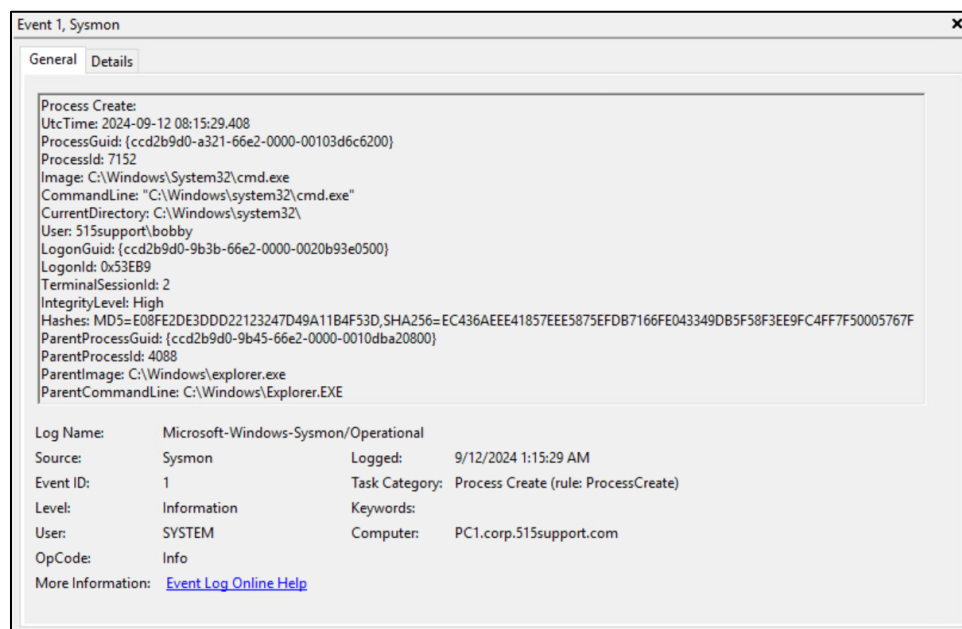 Event 1, Sysmon
General Details
Process Create:
UtcTime: 2024-09-12 08:15:29.408
ProcessGuid: {ccd2b9d0-a321-66e2-0000-00103d6c6200}
ProcessId: 7152
Image: C:\Windows\System32\cmd.exe
CommandLine: "C:\Windows\system32\cmd.exe"
CurrentDirectory: C:\Windows\system32\
User: 515support\bobby
LogonGuid: {ccd2b9d0-9b3b-66e2-0000-0020b93e0500}
LogonId: 0x53EB9
TerminalSessionId: 2
IntegrityLevel: High
Hashes: MD5=E08FE2DE3DDD22123247D49A11B4F53D,SHA256=EC436AEEE41857EEE5875EFDB7166FE043349DB5F58F3EE9FC4FF7F50005767F
ParentProcessGuid: {ccd2b9d0-9b45-66e2-0000-0010dba20800}
ParentProcessId: 4088
ParentImage: C:\Windows\explorer.exe
ParentCommandLine: C:\Windows\Explorer.EXE
Log Name: Microsoft-Windows-Sysmon/Operational
Source: Sysmon Logged: 9/12/2024 1:15:29 AM
Event ID: 1 Task Category: Process Create (rule: ProcessCreate)
Level: Information Keywords:
User: SYSTEM Computer: PC1.corp.515support.com
OpCode: Info
More Information: Event Log Online Help